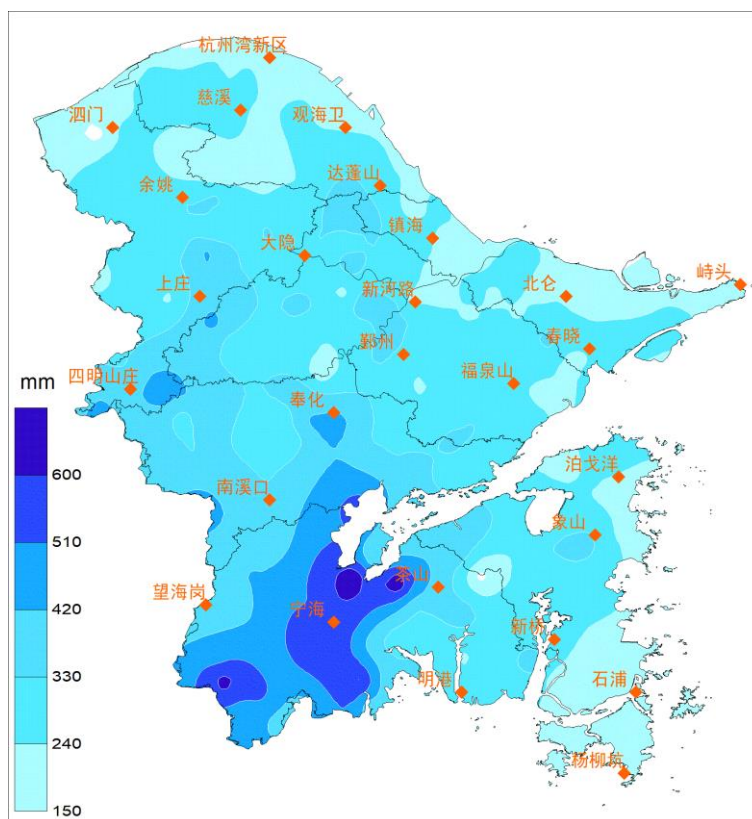 杭州湾新区
慈溪
泗门
观海卫
达蓬山
余姚
镇海
大隐
峙头
上庄
新河路
北仑
鄞州
春晓
四明山庄
福泉山
mm
奉化
泊戈洋
600
南溪口
象山
510
茶山
望海岗
宁海
420
新桥
330
明港
石浦
240
杨柳坑
150